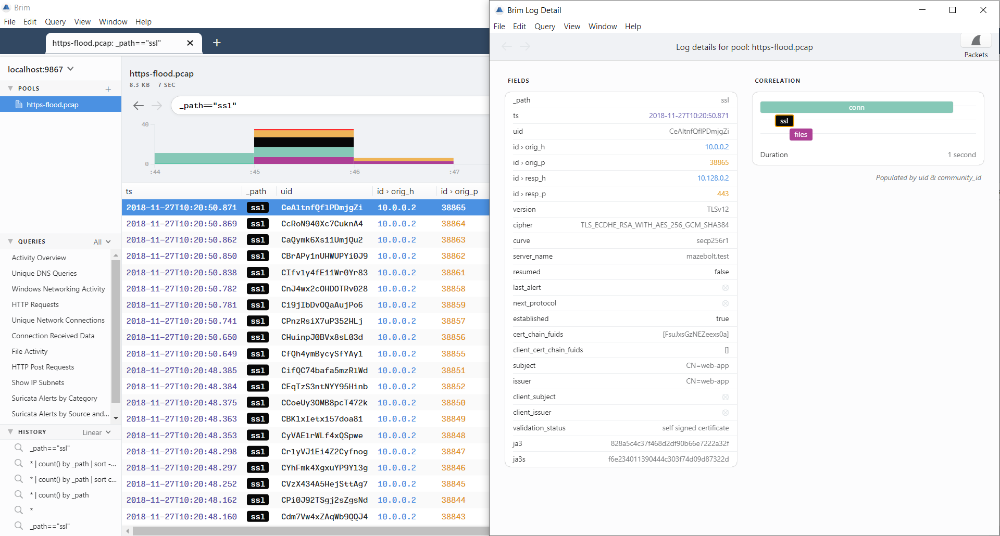 Brim
File Edit Query View Window Help
https-flood.pcap: _path=="ssl"
localhost:9867
POOLS
https-flood.pcap
QUERIES All
Activity Overview
Unique DNS Queries
Windows Networking Activity
HTTP Requests
Unique Network Connections
Connection Received Data
File Activity
HTTP Post Requests
Show IP Subnets
Suricata Alerts by Category
Suricata Alerts by Source and...
HISTORY Linear
_path=="ssl"
* | count() by _path | sort -...
* | count() by _path | sort c...
* | count() by _path
*
_path=="ssl"
https-flood.pcap
8.3 KB 7 SEC
_path=="ssl"
40
0
:44 :45 :46 :47
ts _path uid id › orig_h id › orig_p
2018-11-27T10:20:50.871 ssl CeAltnfQflPDmjgZi 10.0.0.2 38865
2018-11-27T10:20:50.869 ssl CcRoN940Xc7CuknA4 10.0.0.2 38864
2018-11-27T10:20:50.862 ssl CaQymk6Xs11UmjQu2 10.0.0.2 38863
2018-11-27T10:20:50.850 ssl CBrAPy1nUHWUPYi0J9 10.0.0.2 38862
2018-11-27T10:20:50.838 ssl CIfvly4fE11Wr0Yr83 10.0.0.2 38861
2018-11-27T10:20:50.782 ssl CnJ4wx2cOHDOTRv028 10.0.0.2 38858
2018-11-27T10:20:50.781 ssl Ci9jIbDvOQaAujPo6 10.0.0.2 38859
2018-11-27T10:20:50.741 ssl CPnzRsiX7uP352HLj 10.0.0.2 38857
2018-11-27T10:20:50.650 ssl CHuinpJ0BVx8sL03d 10.0.0.2 38856
2018-11-27T10:20:50.649 ssl CfQh4ymBycySfYAyl 10.0.0.2 38855
2018-11-27T10:20:48.385 ssl CifQC74bafa5mzRlWd 10.0.0.2 38851
2018-11-27T10:20:48.384 ssl CEqTzS3ntNYY95Hinb 10.0.0.2 38852
2018-11-27T10:20:48.375 ssl CCoeUy3OMB8pcT472k 10.0.0.2 38850
2018-11-27T10:20:48.363 ssl CBKlxIetxi57doa81 10.0.0.2 38849
2018-11-27T10:20:48.353 ssl CyVAElrWLf4xQSpwe 10.0.0.2 38848
2018-11-27T10:20:48.298 ssl CrlyVJ1Ei4Z2Cyfnog 10.0.0.2 38847
2018-11-27T10:20:48.297 ssl CYhFmk4XgxuYP9Yl3g 10.0.0.2 38846
2018-11-27T10:20:48.252 ssl CVzX434A5HejSttAg7 10.0.0.2 38845
2018-11-27T10:20:48.162 ssl CPi0J92TSgj2sZgsNd 10.0.0.2 38844
2018-11-27T10:20:48.160 ssl Cdm7Vw4xZAqWb9QQJ4 10.0.0.2 38843
Brim Log Detail
File Edit Query View Window Help
Log details for pool: https-flood.pcap
Packets
FIELDS
_path ssl
ts 2018-11-27T10:20:50.871
uid CeAltnfQflPDmjgZi
id › orig_h 10.0.0.2
id › orig_p 38865
id › resp_h 10.128.0.2
id › resp_p 443
version TLSv12
cipher TLS_ECDHE_RSA_WITH_AES_256_GCM_SHA384
curve secp256r1
server_name mazebolt.test
resumed false
last_alert
next_protocol
established true
cert_chain_fuids [FsuJxsGzNEZeexs0a]
client_cert_chain_fuids []
subject CN=web-app
issuer CN=web-app
client_subject
client_issuer
validation_status self signed certificate
ja3 828a5c4c37f468d2df90b66e7222a32f
ja3s f6e234011390444c303f74d09d87322d
CORRELATION
conn
ssl
files
Duration 1 second
Populated by uid & community_id